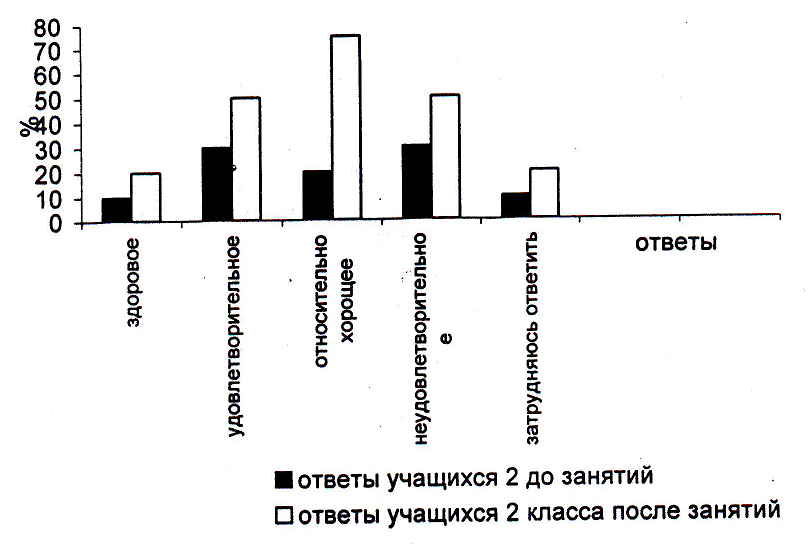 80
70
60
50
40
30
20
10
0
%
здоровое
удовлетворительное
относительно
хорощее
неудовлетворительно
е
затрудняюсь ответить
ответы
ответы учащихся 2 до занятий
ответы учащихся 2 класса после занятий